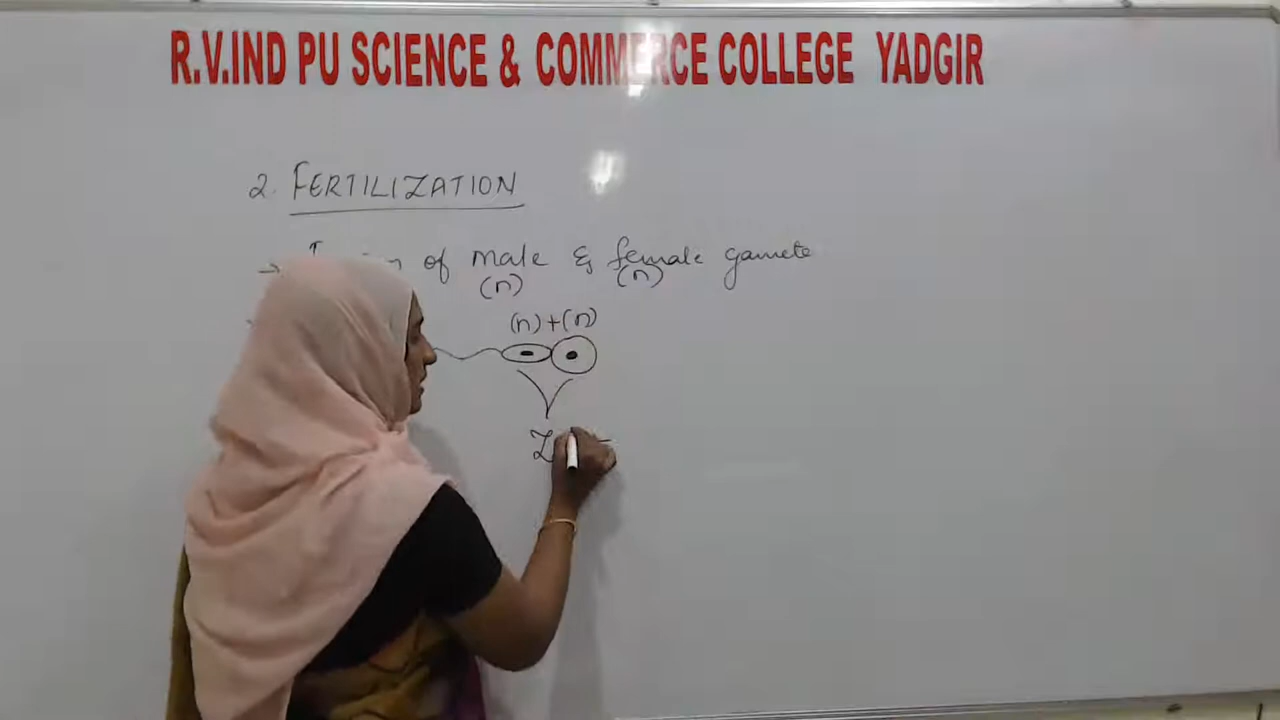 R.V.IND PU SCIENCE & COMMERCE COLLEGE YADGIR
2. FERTILIZATION
→ of male & female gamete
(n) (n)
(n)+(n)
Z